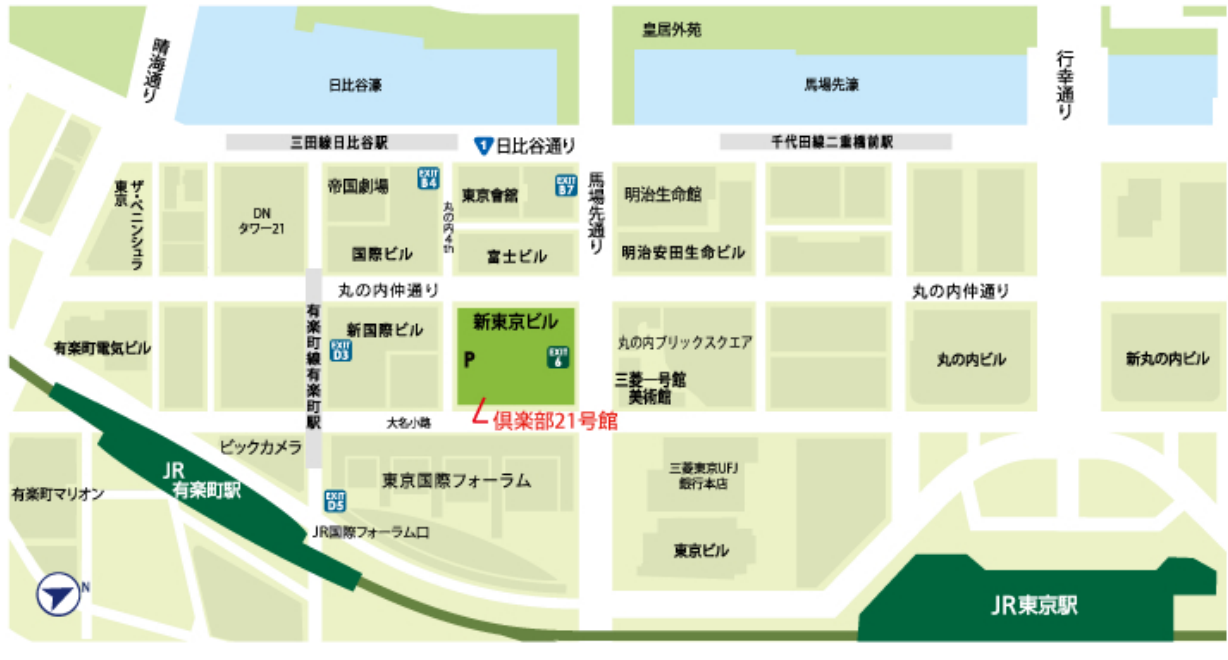 皇居外苑
晴海通り
日比谷濠
馬場先濠
行幸通り
三田線日比谷駅
1
日比谷通り
千代田線二重橋前駅
ザ・ペニンシュラ
東京
DN
タワー21
帝国劇場
EXIT
B4
東京會舘
EXIT
B7
馬場先通り
明治生命館
丸の内4th
国際ビル
富士ビル
明治安田生命ビル
丸の内仲通り
丸の内仲通り
有楽町電気ビル
有楽町線有楽町駅
新国際ビル
EXIT
D3
新東京ビル
P
EXIT
6
丸の内ブリックスクエア
三菱一号館
美術館
丸の内ビル
新丸の内ビル
大名小路
倶楽部21号館
ビックカメラ
JR
有楽町駅
有楽町マリオン
東京国際フォーラム
EXIT
D5
JR国際フォーラム口
三菱東京UFJ
銀行本店
東京ビル
N
JR東京駅